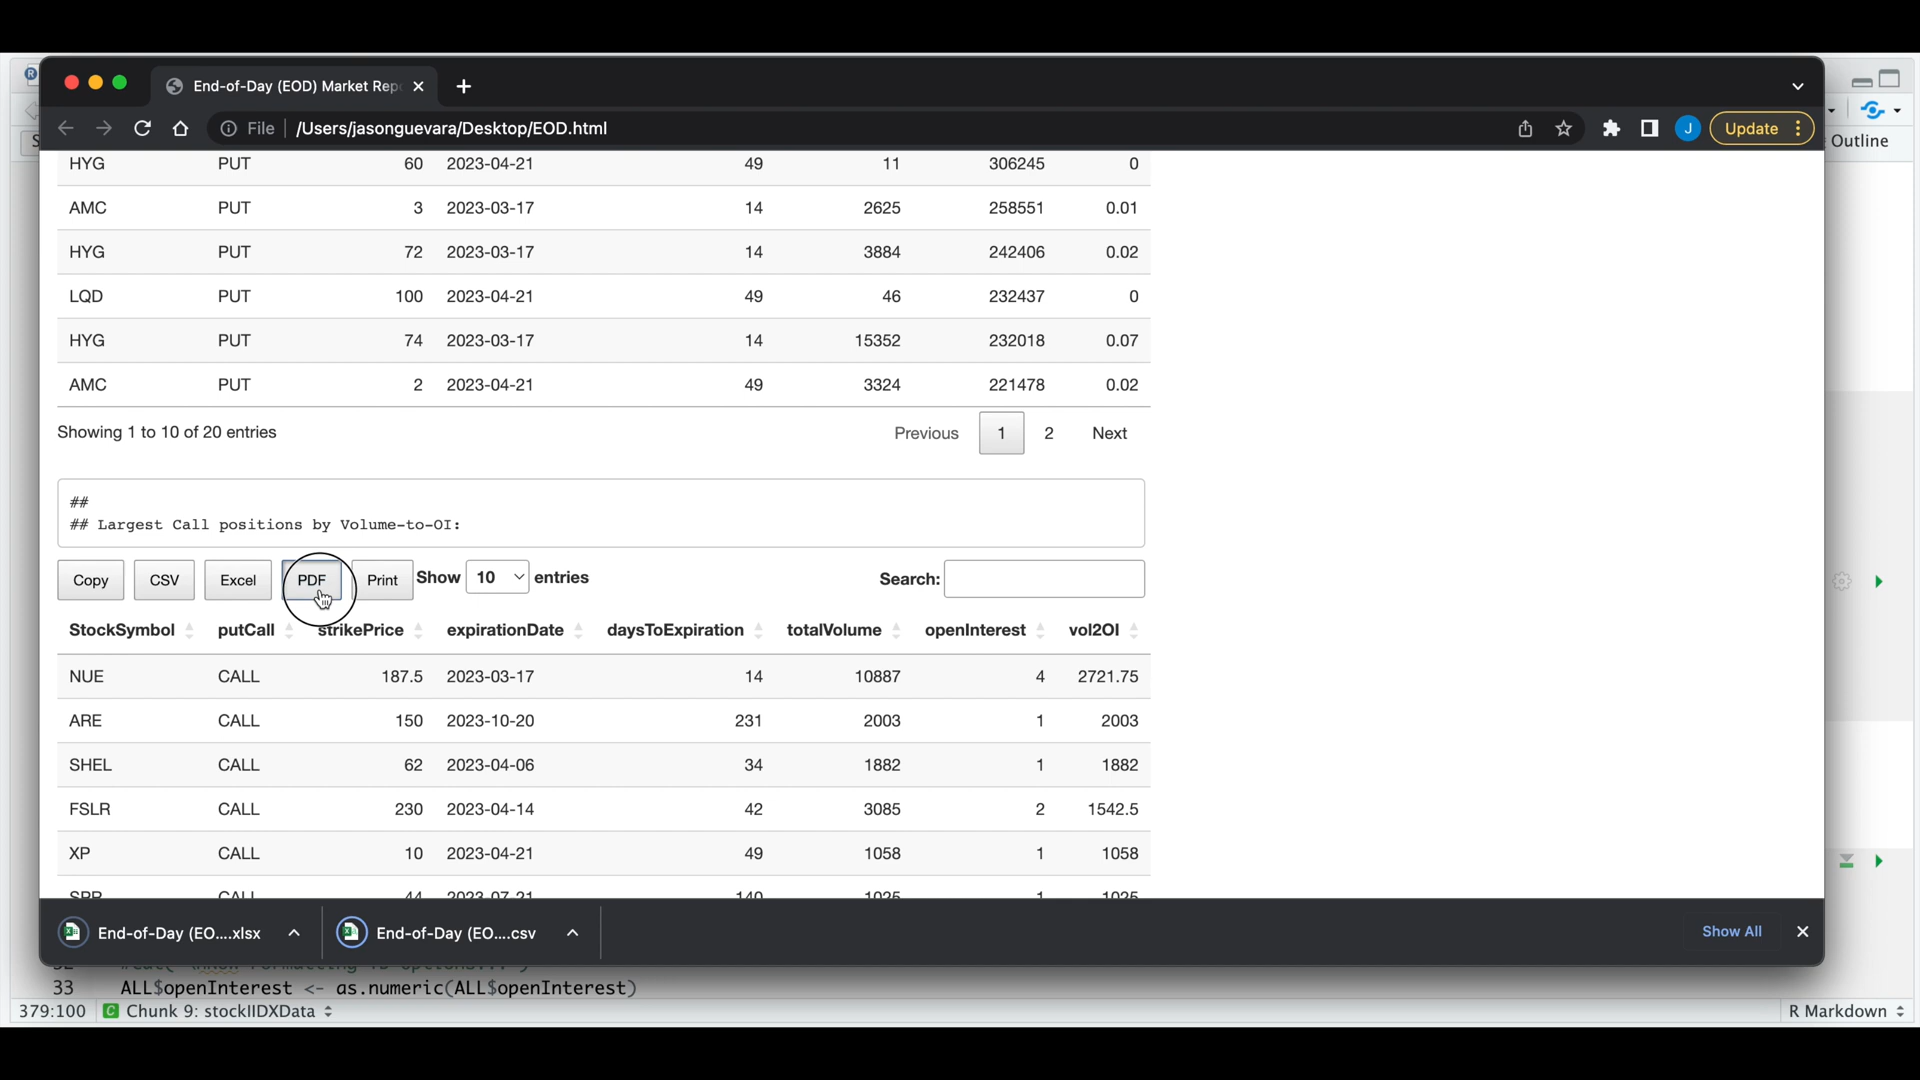 End-of-Day (EOD) Market Rep
File /Users/jasonguevara/Desktop/EOD.html
J Update
Outline
HYG PUT 60 2023-04-21 49 11 306245 0
AMC PUT 3 2023-03-17 14 2625 258551 0.01
HYG PUT 72 2023-03-17 14 3884 242406 0.02
LQD PUT 100 2023-04-21 49 46 232437 0
HYG PUT 74 2023-03-17 14 15352 232018 0.07
AMC PUT 2 2023-04-21 49 3324 221478 0.02
Showing 1 to 10 of 20 entries Previous 1 2 Next
##
## Largest Call positions by Volume-to-OI:
Copy CSV Excel PDF Print Show 10 entries Search:
StockSymbol putCall strikePrice expirationDate daysToExpiration totalVolume openInterest vol2OI
NUE CALL 187.5 2023-03-17 14 10887 4 2721.75
ARE CALL 150 2023-10-20 231 2003 1 2003
SHEL CALL 62 2023-04-06 34 1882 1 1882
FSLR CALL 230 2023-04-14 42 3085 2 1542.5
XP CALL 10 2023-04-21 49 1058 1 1058
CALL 44 2023-07-21 140 1025 1 1025
End-of-Day (EO....xlsx End-of-Day (EO....csv Show All
33 ALL$openInterest <- as.numeric(ALL$openInterest)
379:100 C Chunk 9: stockIIDXData R Markdown